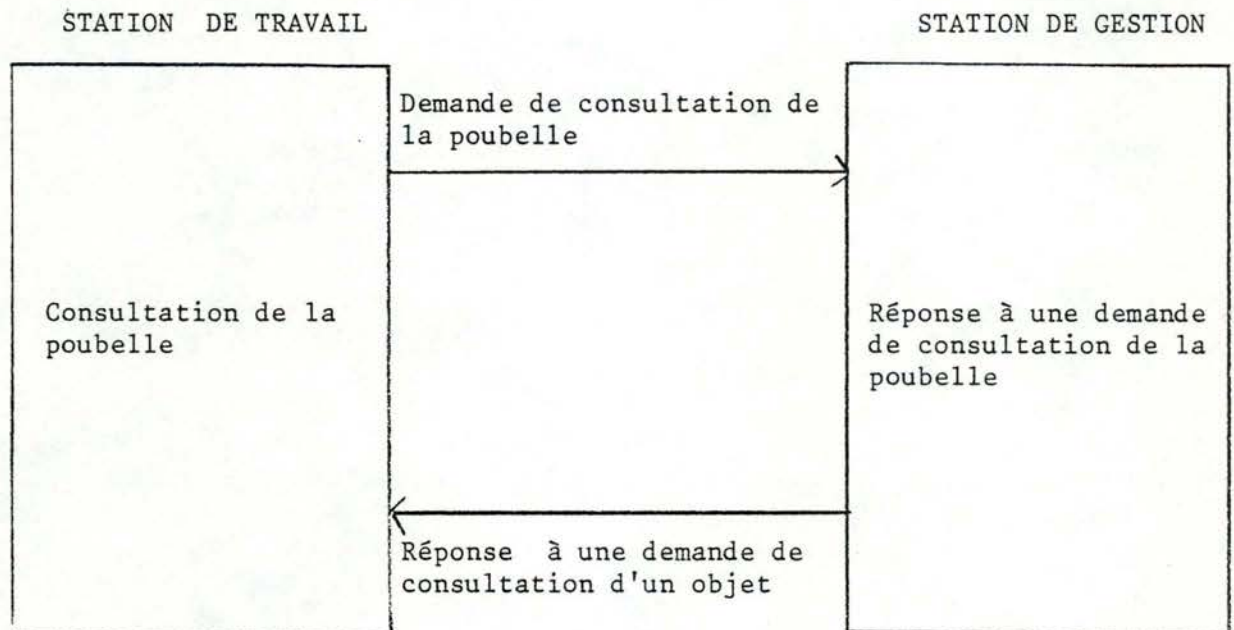 STATION DE TRAVAIL
STATION DE GESTION
Demande de consultation de
la poubelle
Consultation de la
poubelle
Réponse à une demande
de consultation de la
poubelle
Réponse à une demande de
consultation d'un objet